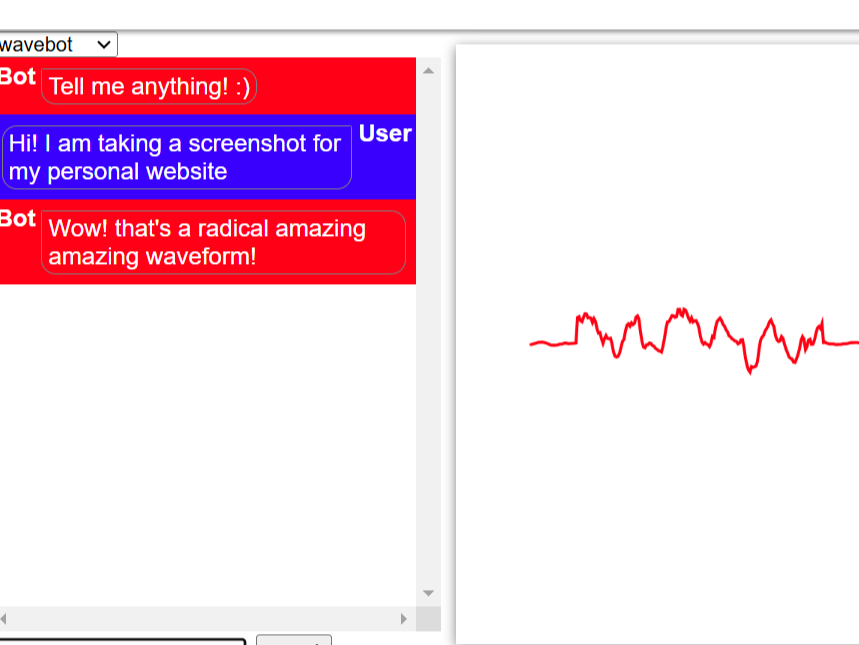 wavebot
Bot
Tell me anything! :)
User
Hi! I am taking a screenshot for
my personal website
Bot
Wow! that's a radical amazing
amazing waveform!